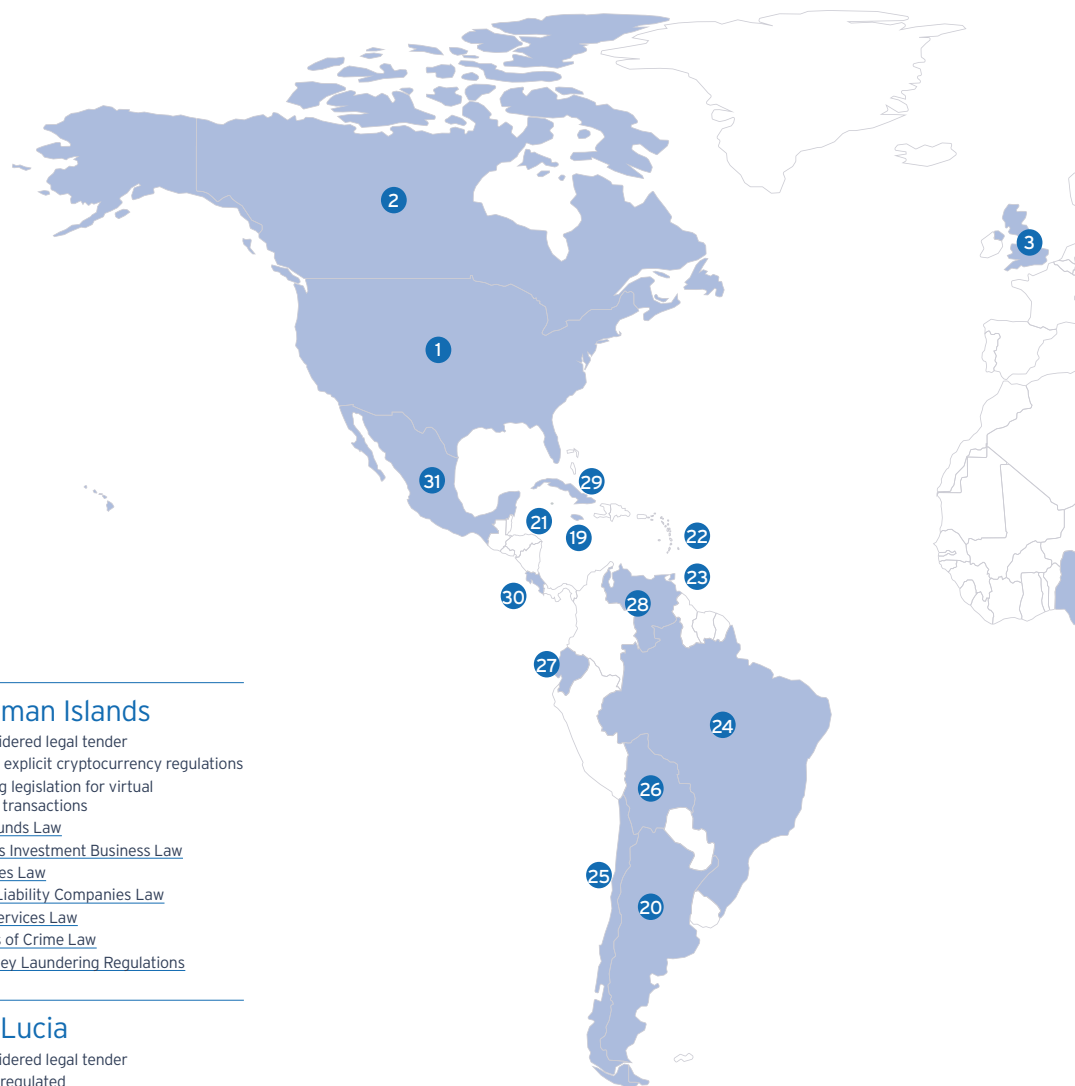 2
3
1
31
29
21
19
22
23
30
28
27
24
26
25
20
man Islands
idered legal tender
explicit cryptocurrency regulations
g legislation for virtual
transactions
unds Law
s Investment Business Law
es Law
Liability Companies Law
ervices Law
s of Crime Law
ey Laundering Regulations
Lucia
idered legal tender
regulated